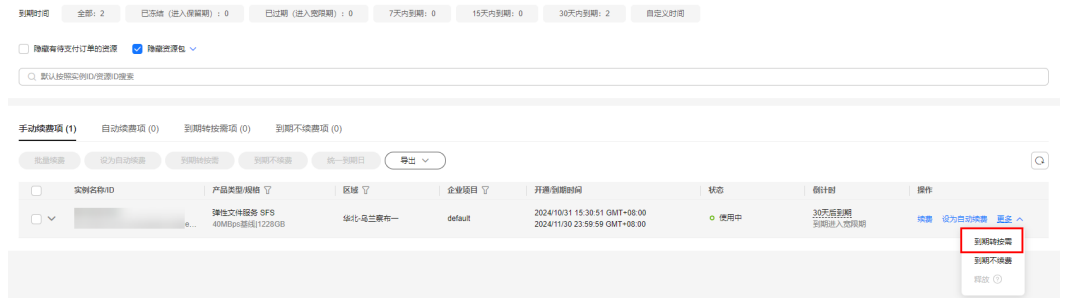 到期时间 全部：2 已冻结（进入保留期）：0 已过期（进入宽限期）：0 7天内到期：0 15天内到期：0 30天内到期：2 自定义时间
隐藏有待支付订单的资源 隐藏资源包
默认按照实例ID/资源ID搜索
手动续费项 (1) 自动续费项 (0) 到期转按需项 (0) 到期不续费项 (0)
批量续费 设为自动续费 到期转按需 到期不续费 统一到期日 导出
实例名称/ID 产品类型/规格 区域 企业项目 开通/到期时间 状态 倒计时 操作
弹性文件服务 SFS 2024/10/31 15:30:51 GMT+08:00 30天后到期
e... 40MBps基线|1228GB 华北-乌兰察布一 default 2024/11/30 23:59:59 GMT+08:00 使用中 到期进入宽限期 续费 设为自动续费 更多
到期转按需
到期不续费
释放